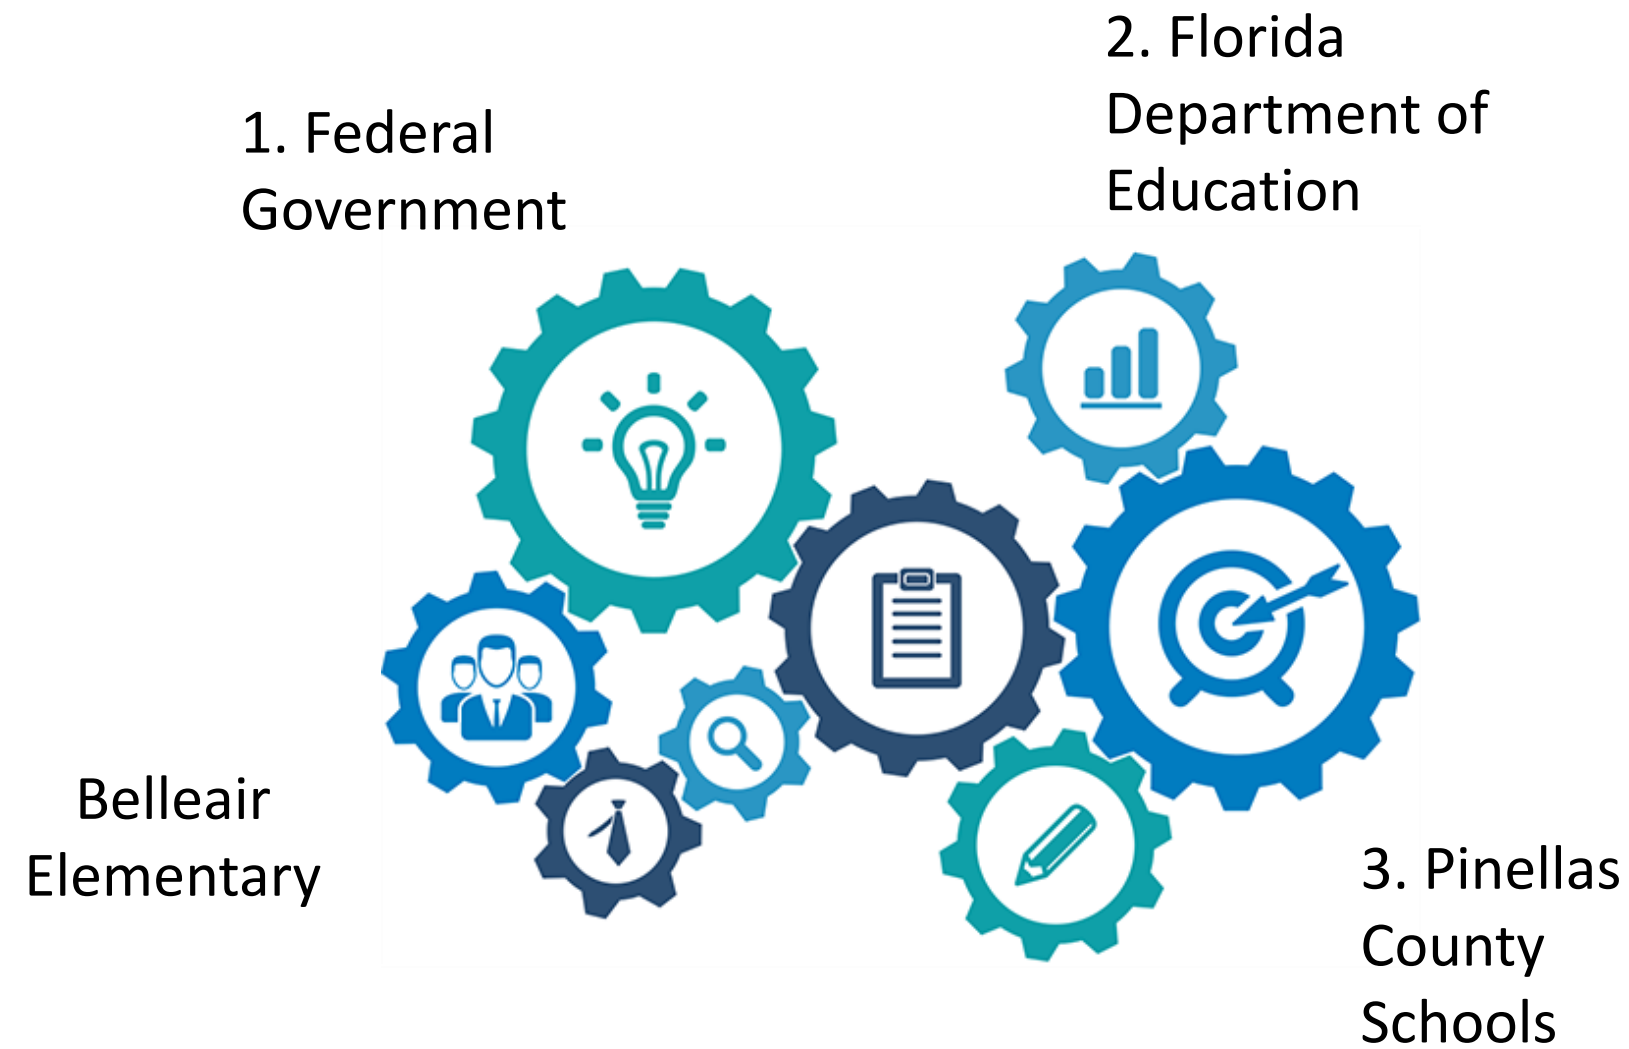 1. Federal
Government
2. Florida
Department of
Education
Belleair
Elementary
3. Pinellas
County
Schools